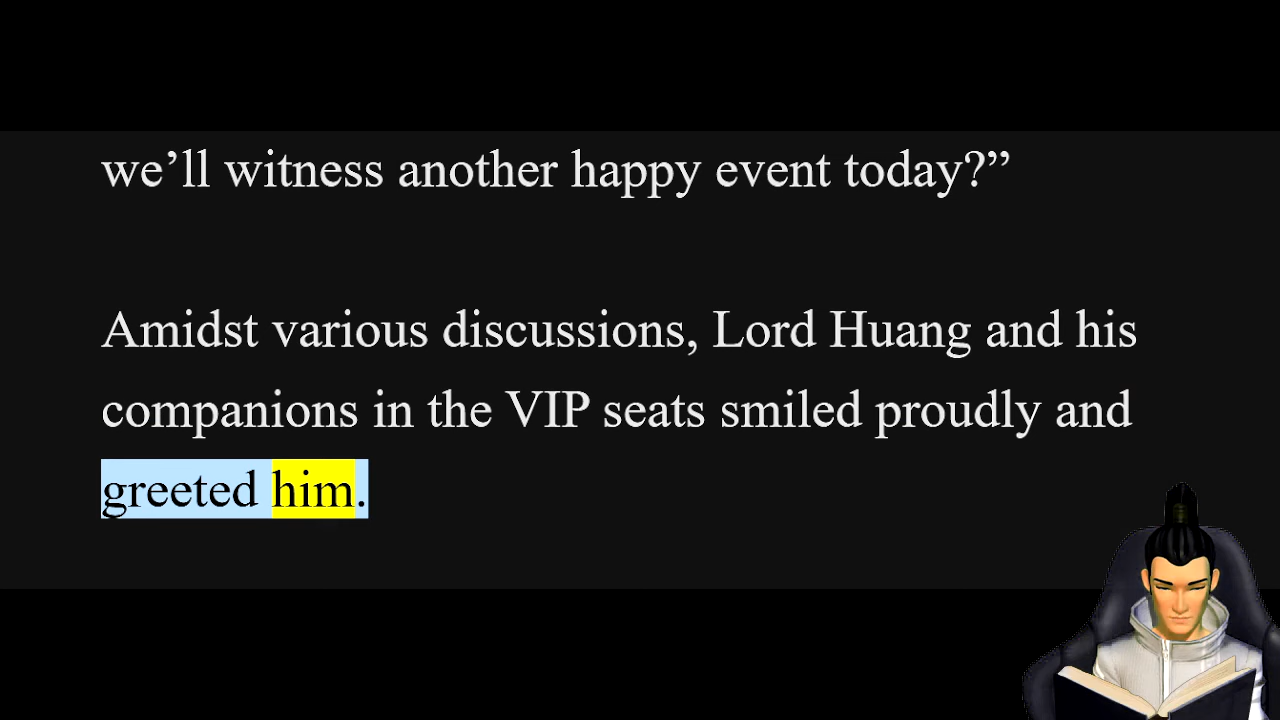 we’ll witness another happy event today?”
Amidst various discussions, Lord Huang and his
companions in the VIP seats smiled proudly and
greeted him.